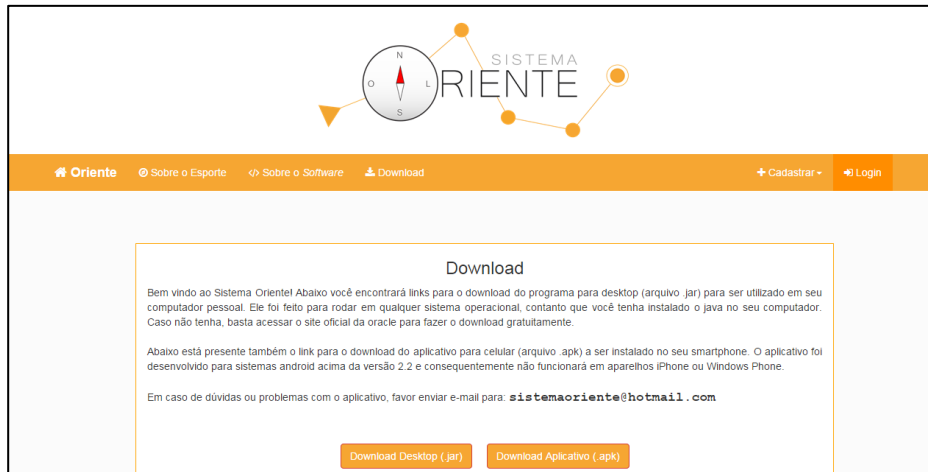 SISTEMA
ORIENTE
N
O L
S
Oriente Sobre o Esporte </> Sobre o Software Download + Cadastrar Login
Download
Bem vindo ao Sistema Oriente! Abaixo você encontrará links para o download do programa para desktop (arquivo .jar) para ser utilizado em seu
computador pessoal. Ele foi feito para rodar em qualquer sistema operacional, contanto que você tenha instalado o java no seu computador.
Caso não tenha, basta acessar o site oficial da oracle para fazer o download gratuitamente.
Abaixo está presente também o link para o download do aplicativo para celular (arquivo .apk) a ser instalado no seu smartphone. O aplicativo foi
desenvolvido para sistemas android acima da versão 2.2 e consequentemente não funcionará em aparelhos iPhone ou Windows Phone.
Em caso de dúvidas ou problemas com o aplicativo, favor enviar e-mail para: sistemaoriente@hotmail.com
Download Desktop (.jar) Download Aplicativo (.apk)